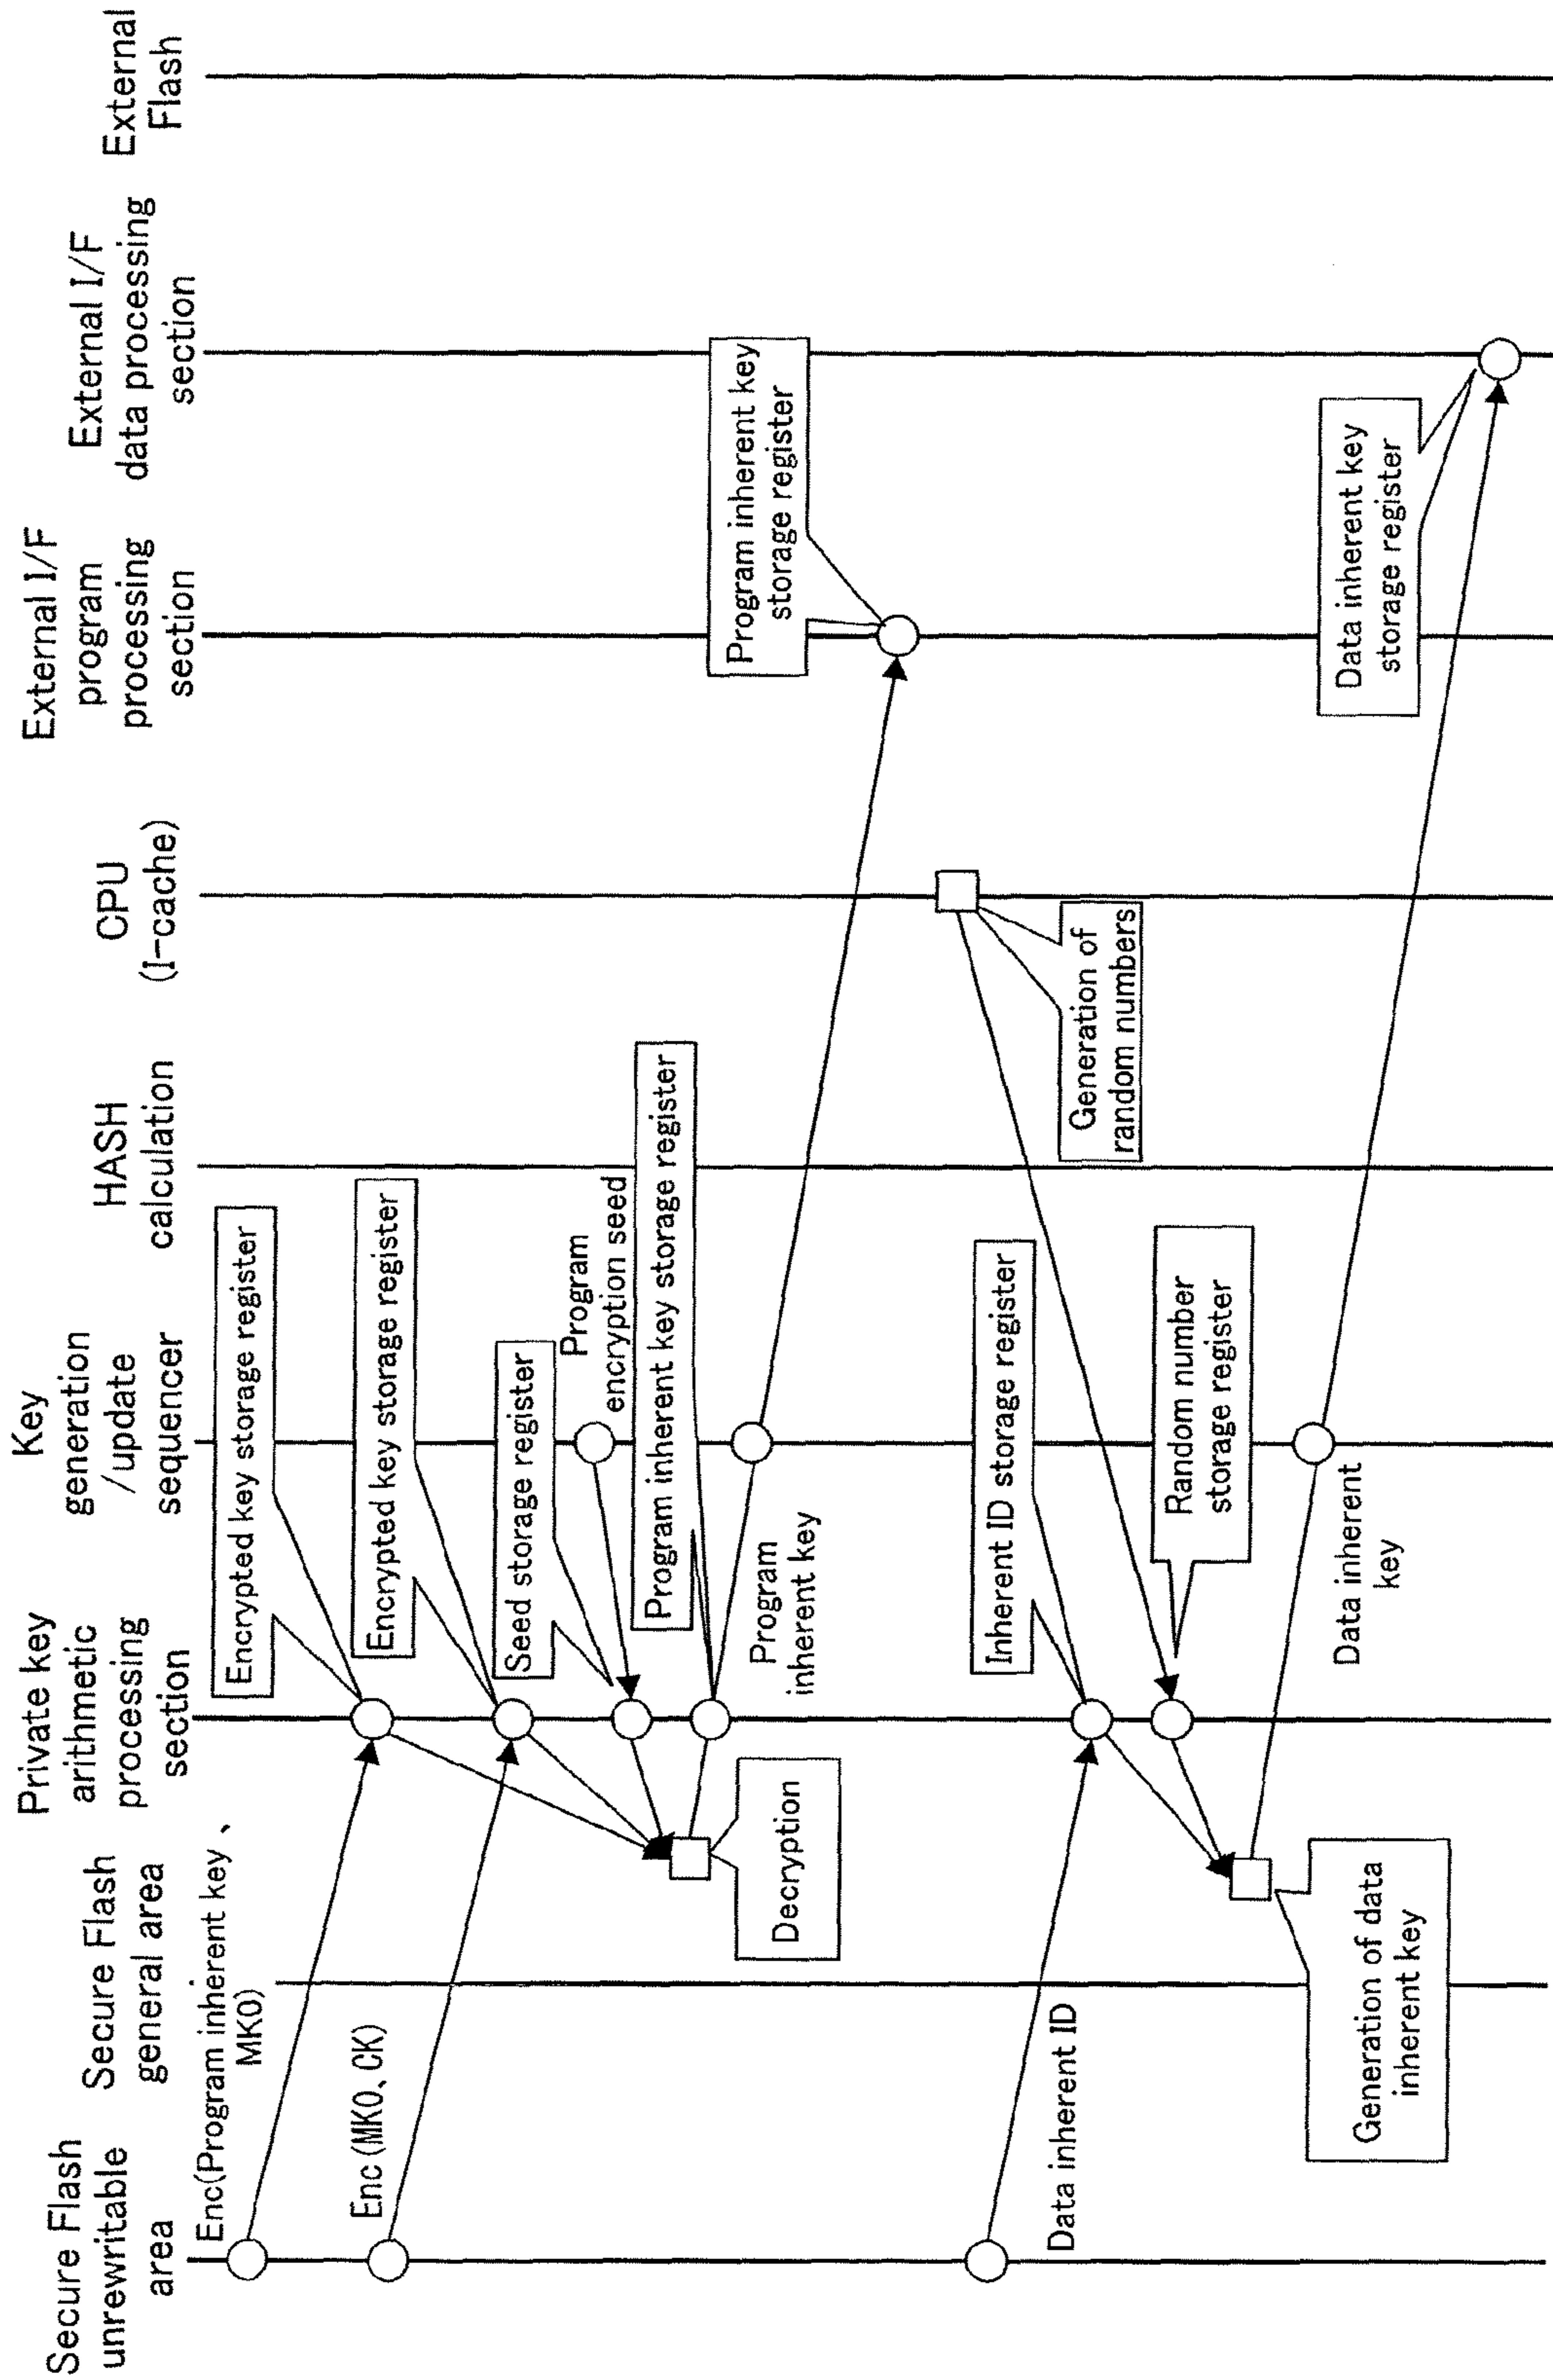 Secure Flash
unrewritable
area
Secure Flash
general area
Private key
arithmetic
processing
section
Key
generation
/update
sequencer
HASH
calculation
CPU
(I-cache)
External I/F
program
processing
section
External I/F
data processing
section
External
Flash
Enc(Program inherent key、
MK0)
Encrypted key storage register
Enc(MK0、CK)
Encrypted key storage register
Seed storage register
Program
encryption seed
Program inherent key storage register
Decryption
Program
inherent key
Program inherent key
storage register
Generation of
random numbers
Data inherent ID
Inherent ID storage register
Random number
storage register
Generation of data
inherent key
Data inherent
key
Data inherent key
storage register